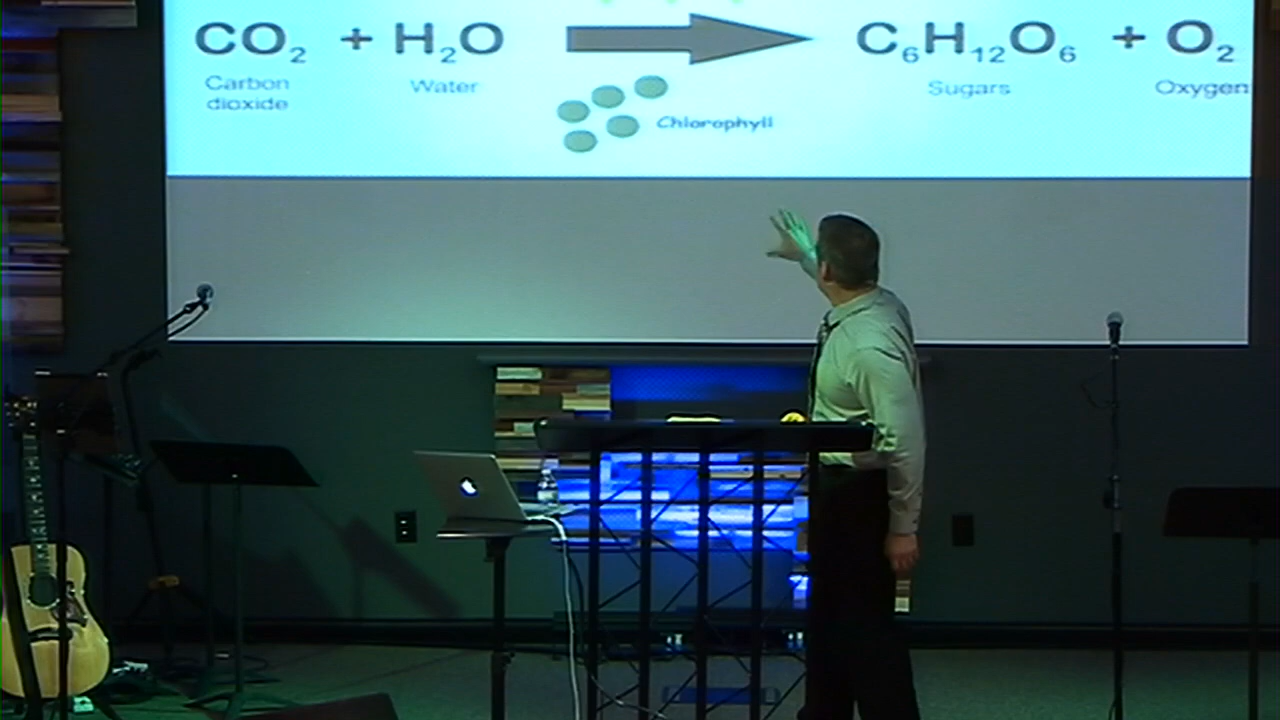 CO₂ + H₂O C₆H₁₂O₆ + O₂
Carbon dioxide Water Sugars Oxygen
Chlorophyll